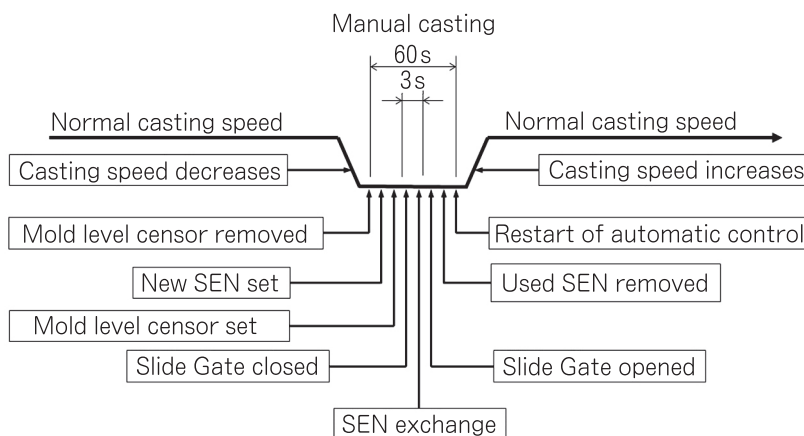 Manual casting
60s
3s
Normal casting speed
Normal casting speed
Casting speed decreases
Casting speed increases
Mold level censor removed
Restart of automatic control
New SEN set
Used SEN removed
Mold level censor set
Slide Gate closed
Slide Gate opened
SEN exchange